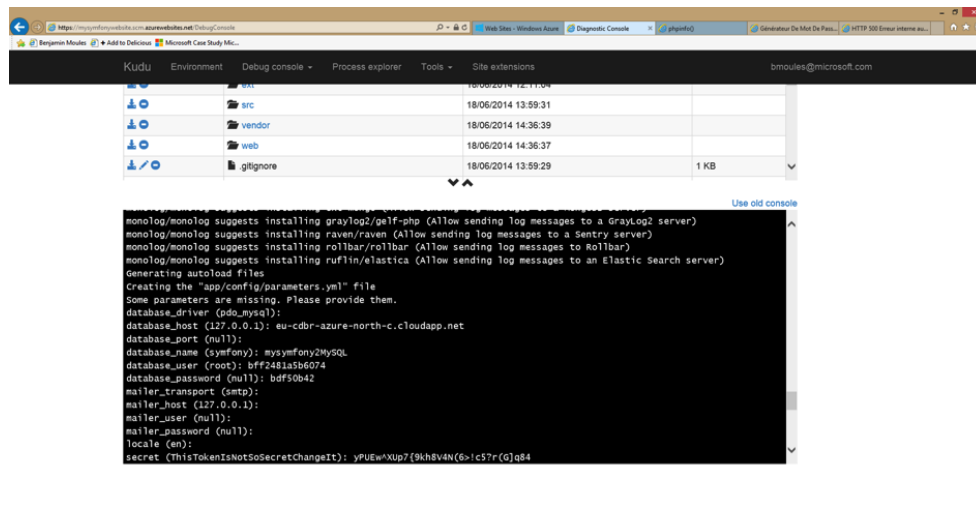 https://mysymfonywebsite.scm.azurewebsites.net/DebugConsole
Web Sites - Windows Azure
Diagnostic Console
phpinfo()
Générateur De Mot De Pass...
HTTP 500 Erreur interne au...
Benjamin Moules
Add to Delicious
Microsoft Case Study Mic...
Kudu Environment Debug console Process explorer Tools Site extensions bmoules@microsoft.com
ext 18/06/2014 12:11:04
src 18/06/2014 13:59:31
vendor 18/06/2014 14:36:39
web 18/06/2014 14:36:37
.gitignore 18/06/2014 13:59:29 1 KB
Use old console
monolog/monolog suggests installing graylog2/gelf-php (Allow sending log messages to a GrayLog2 server)
monolog/monolog suggests installing raven/raven (Allow sending log messages to a Sentry server)
monolog/monolog suggests installing rollbar/rollbar (Allow sending log messages to Rollbar)
monolog/monolog suggests installing ruflin/elastica (Allow sending log messages to an Elastic Search server)
Generating autoload files
Creating the "app/config/parameters.yml" file
Some parameters are missing. Please provide them.
database_driver (pdo_mysql):
database_host (127.0.0.1): eu-cdbr-azure-north-c.cloudapp.net
database_port (null):
database_name (symfony): mysymfony2MySQL
database_user (root): bff2481a5b6074
database_password (null): bdf50b42
mailer_transport (smtp):
mailer_host (127.0.0.1):
mailer_user (null):
mailer_password (null):
locale (en):
secret (ThisTokenIsNotSoSecretChangeIt): yPUEw^XUp7{9kh8V4N(6>!c5?r(G]q84